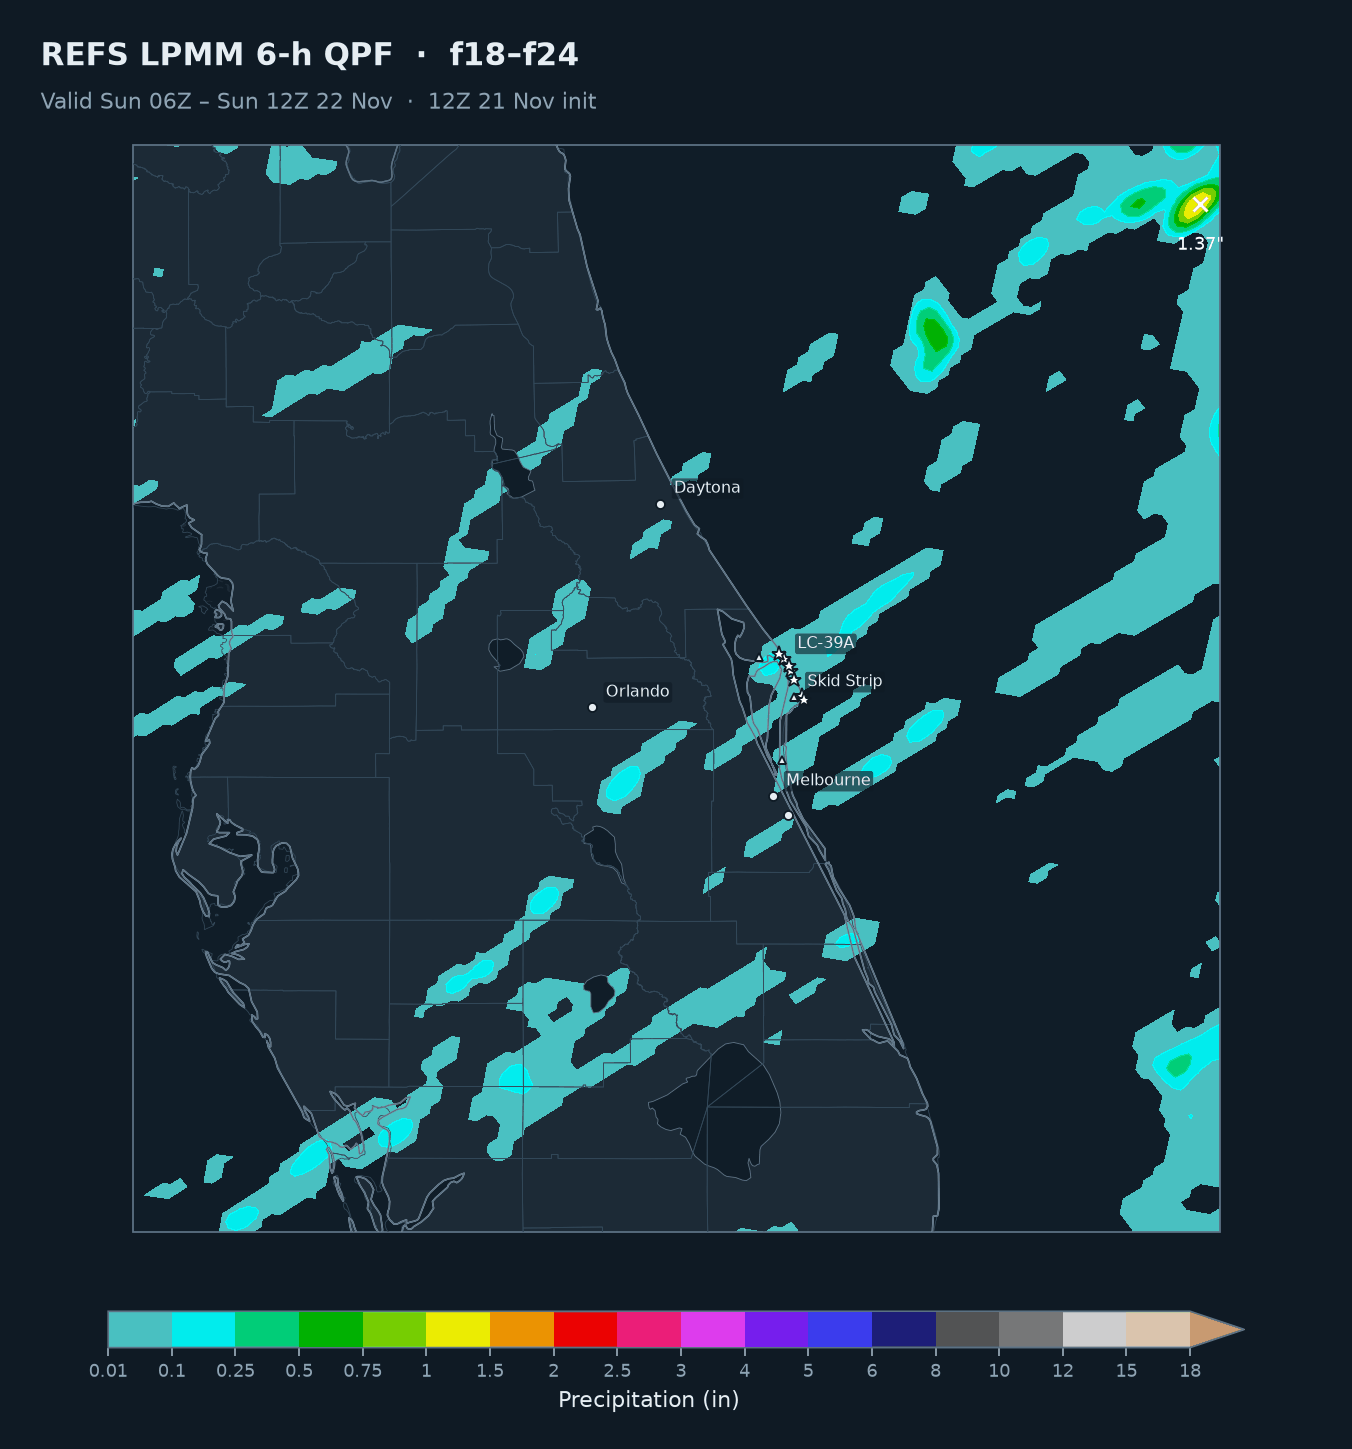 REFS LPMM 6-h QPF · f18–f24
Valid Sun 06Z – Sun 12Z 22 Nov · 12Z 21 Nov init
1.37"
Daytona
LC-39A
Skid Strip
Orlando
Melbourne
0.01 0.1 0.25 0.5 0.75 1 1.5 2 2.5 3 4 5 6 8 10 12 15 18
Precipitation (in)